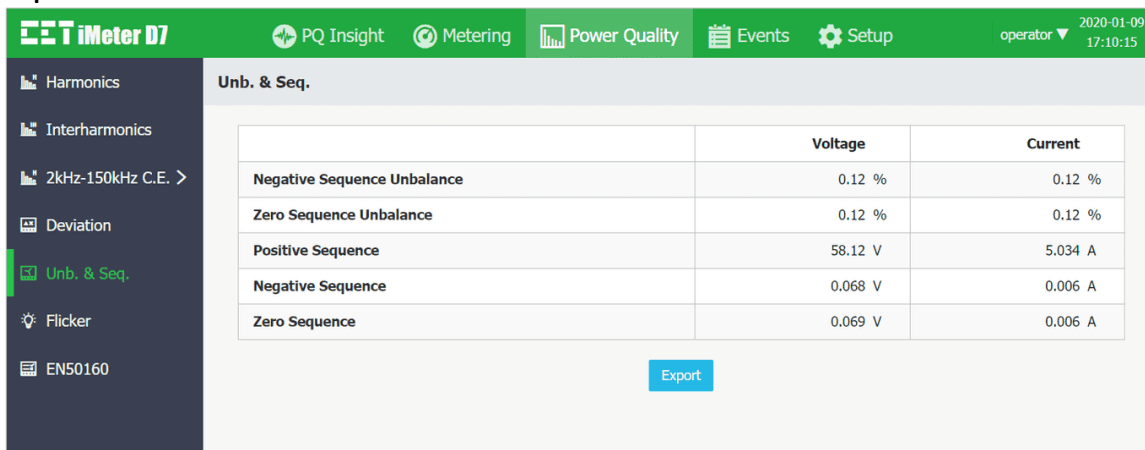 CET iMeter D7
PQ Insight Metering Power Quality Events Setup operator ▼ 2020-01-09
17:10:15
Harmonics
Interharmonics
2kHz-150kHz C.E. >
Deviation
Unb. & Seq.
Flicker
EN50160
Unb. & Seq.
Voltage Current
Negative Sequence Unbalance 0.12 % 0.12 %
Zero Sequence Unbalance 0.12 % 0.12 %
Positive Sequence 58.12 V 5.034 A
Negative Sequence 0.068 V 0.006 A
Zero Sequence 0.069 V 0.006 A
Export